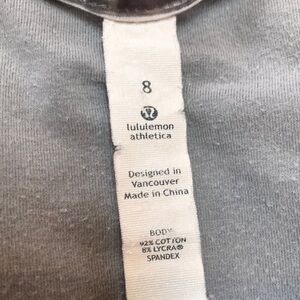 8
lululemon
athletica
Designed in
Vancouver
Made in China
BODY
92% COTTON
8% LYCRA®
SPANDEX